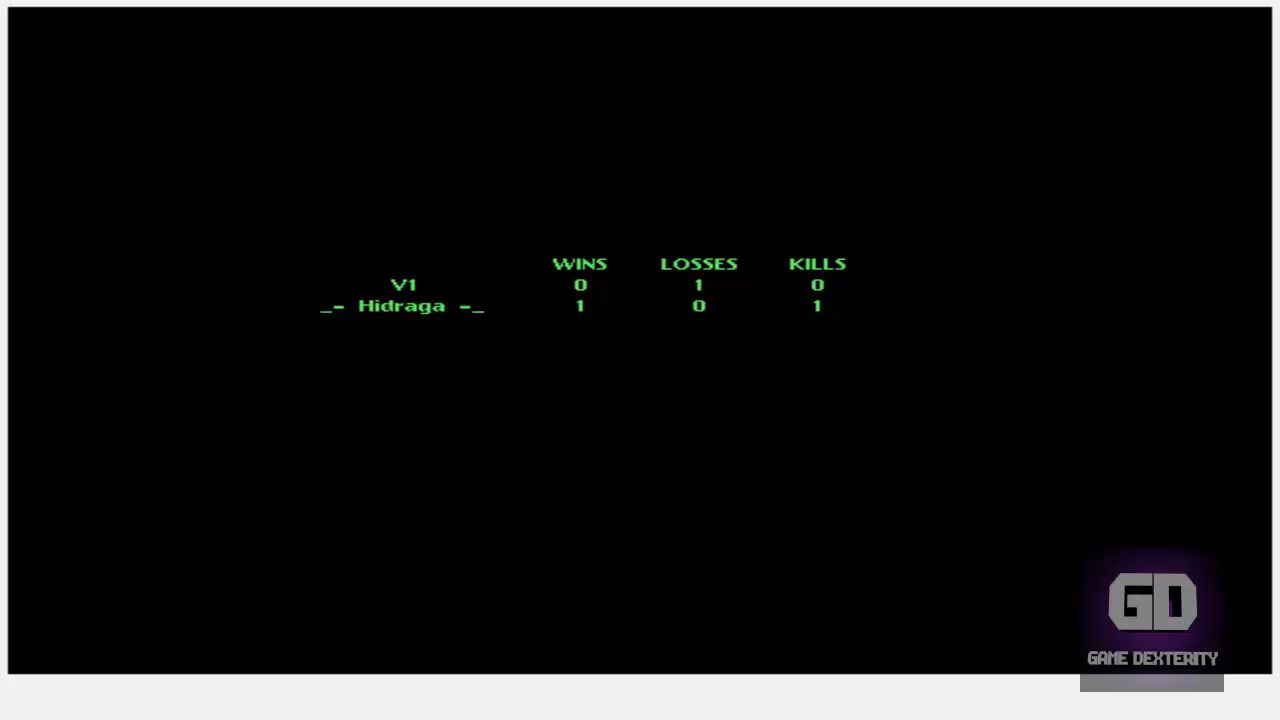 WINS LOSSES KILLS
V1 0 1 0
_- Hidraga -_ 1 0 1
GD
GAME DEXTERITY